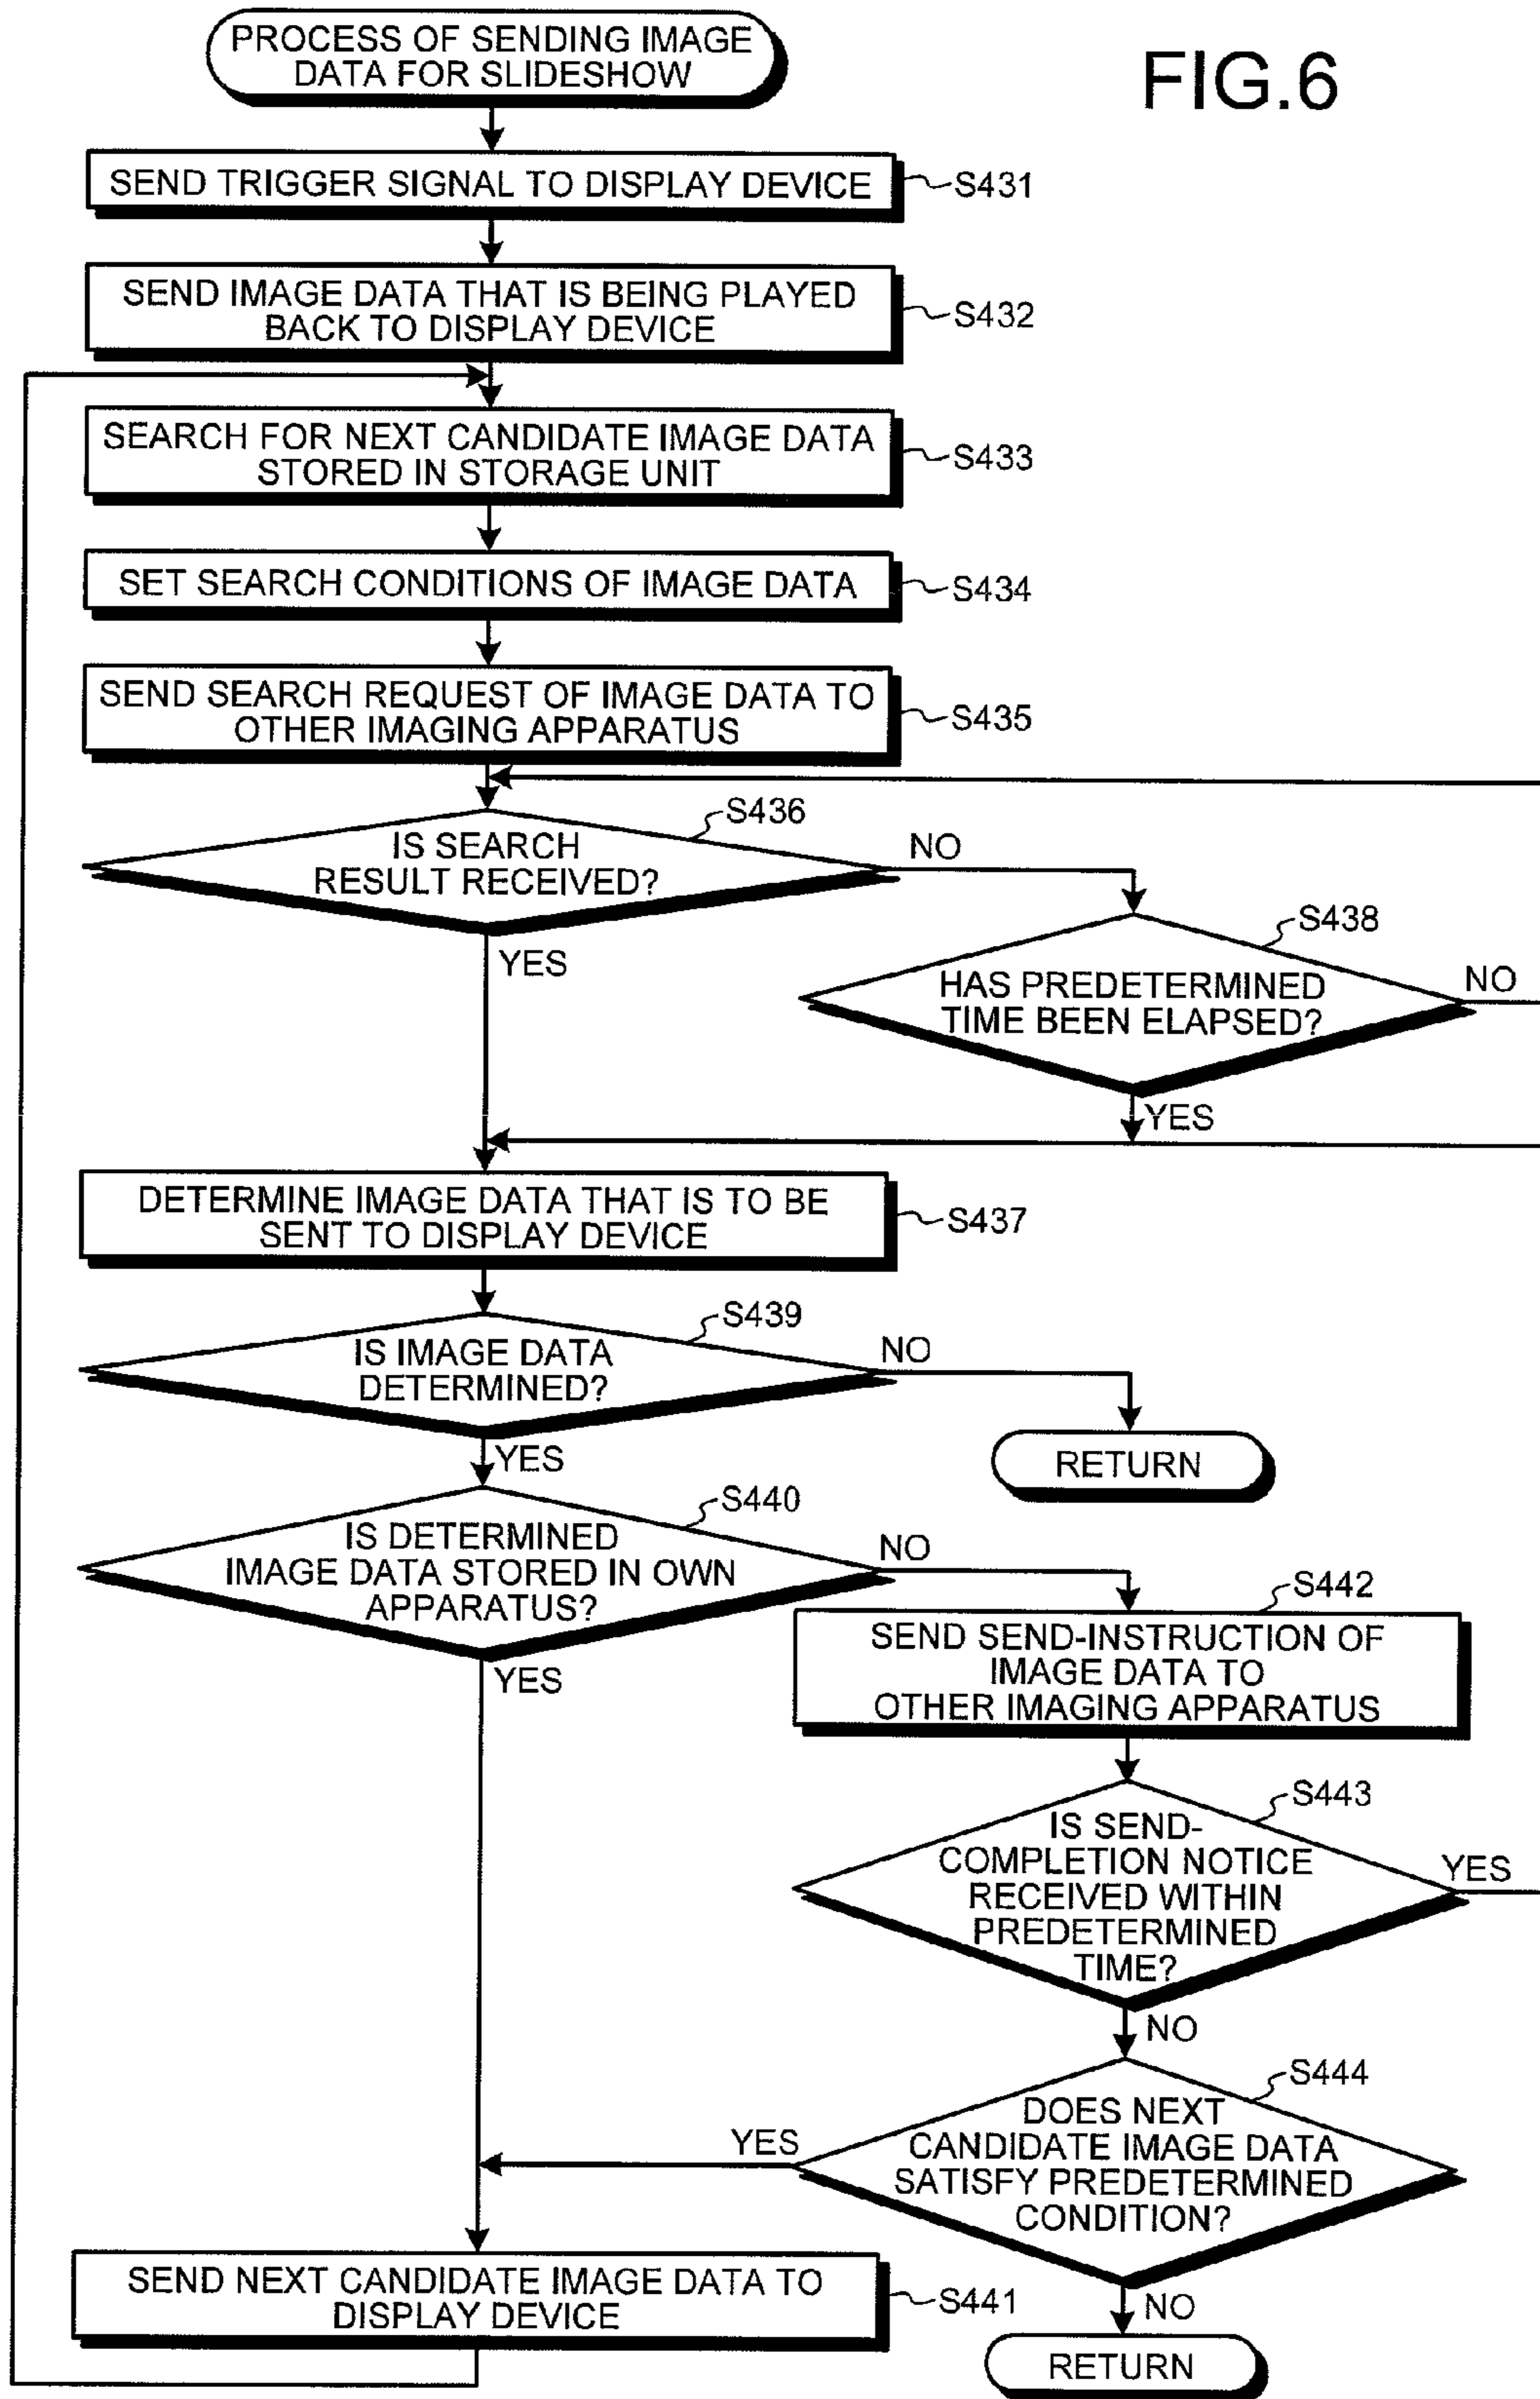 FIG.6
PROCESS OF SENDING IMAGE
DATA FOR SLIDESHOW
SEND TRIGGER SIGNAL TO DISPLAY DEVICE
S431
SEND IMAGE DATA THAT IS BEING PLAYED
BACK TO DISPLAY DEVICE
S432
SEARCH FOR NEXT CANDIDATE IMAGE DATA
STORED IN STORAGE UNIT
S433
SET SEARCH CONDITIONS OF IMAGE DATA
S434
SEND SEARCH REQUEST OF IMAGE DATA TO
OTHER IMAGING APPARATUS
S435
S436
IS SEARCH
RESULT RECEIVED?
NO
YES
S438
HAS PREDETERMINED
TIME BEEN ELAPSED?
NO
YES
DETERMINE IMAGE DATA THAT IS TO BE
SENT TO DISPLAY DEVICE
S437
S439
IS IMAGE DATA
DETERMINED?
NO
YES
RETURN
S440
IS DETERMINED
IMAGE DATA STORED IN OWN
APPARATUS?
NO
YES
S442
SEND SEND-INSTRUCTION OF
IMAGE DATA TO
OTHER IMAGING APPARATUS
S443
IS SEND-
COMPLETION NOTICE
RECEIVED WITHIN
PREDETERMINED
TIME?
YES
NO
S444
DOES NEXT
CANDIDATE IMAGE DATA
SATISFY PREDETERMINED
CONDITION?
YES
NO
SEND NEXT CANDIDATE IMAGE DATA TO
DISPLAY DEVICE
S441
RETURN